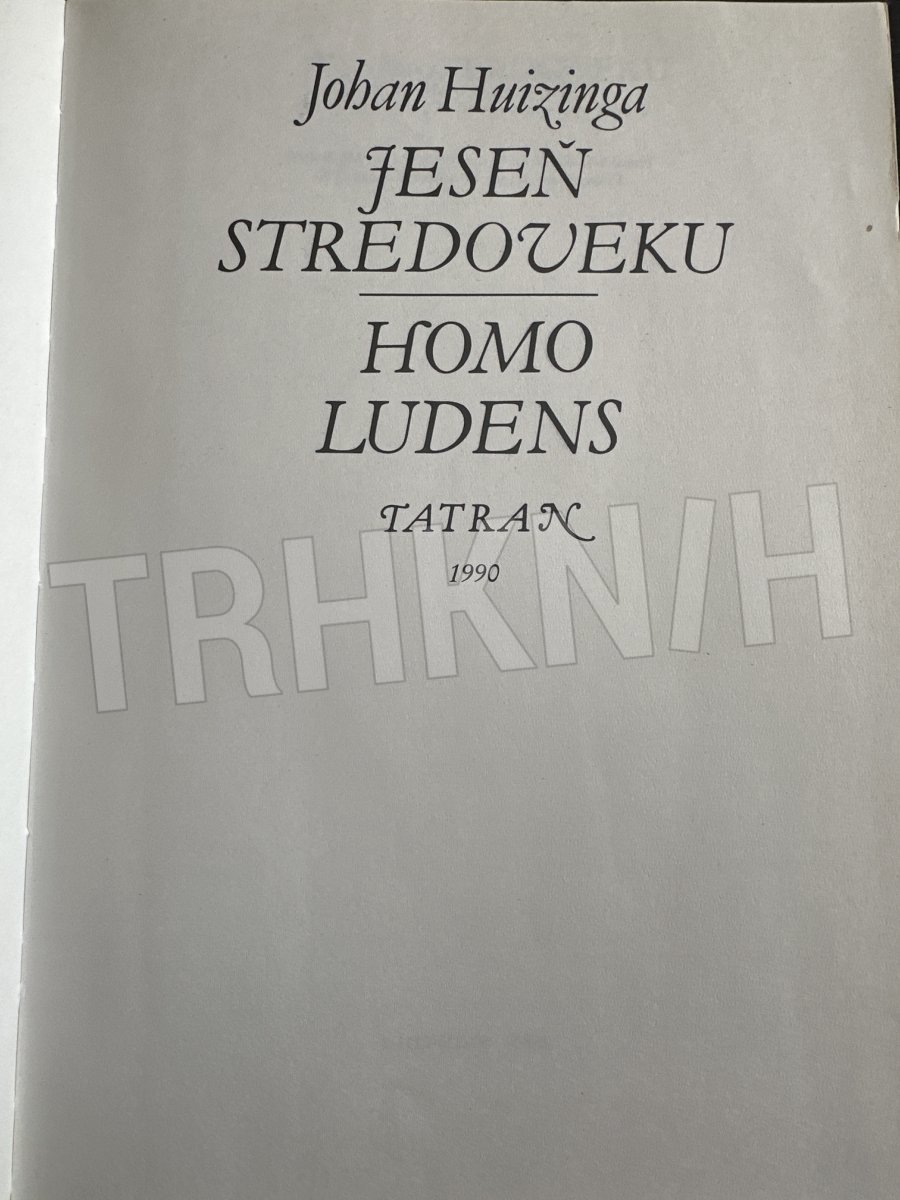 Johan Huizinga
JESEŇ
STREDOVEKU
HOMO
LUDENS
TATRAN
1990
TRHKNIH